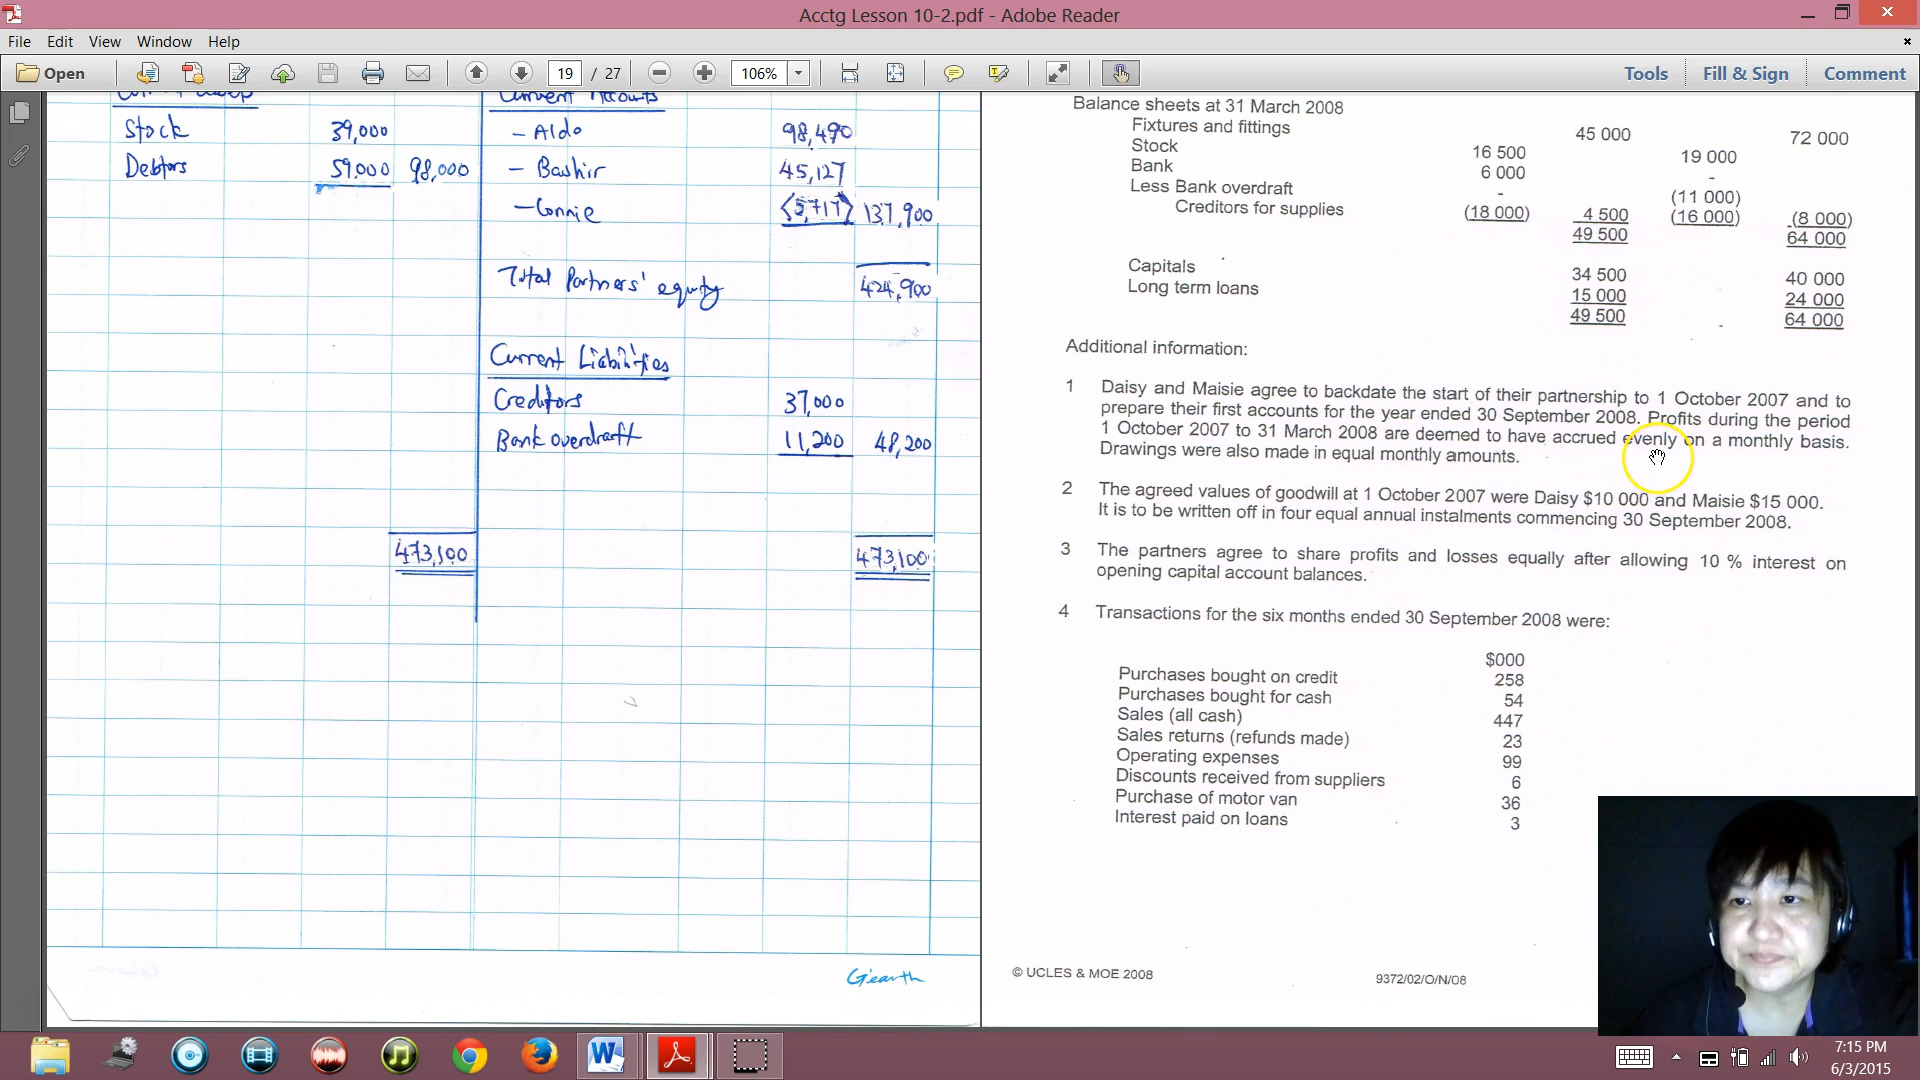 Acctg Lesson 10-2.pdf - Adobe Reader
File Edit View Window Help
Open 19 / 27 106% Tools Fill & Sign Comment
Current Accounts
Stock 39,000 - Aldo 98,490
Debtors 59,000 98,000 - Bashir 45,127
- Connie <5,717> 137,900
Total Partners' equity 424,900
Current Liabilities
Creditors 37,000
Bank overdraft 11,200 48,200
473,100 473,100
G'earth
Balance sheets at 31 March 2008
Fixtures and fittings 45 000 72 000
Stock 16 500 19 000
Bank 6 000 -
Less Bank overdraft - (11 000)
Creditors for supplies (18 000) 4 500 (16 000) (8 000)
49 500 64 000
Capitals 34 500 40 000
Long term loans 15 000 24 000
49 500 64 000
Additional information:
1 Daisy and Maisie agree to backdate the start of their partnership to 1 October 2007 and to
prepare their first accounts for the year ended 30 September 2008. Profits during the period
1 October 2007 to 31 March 2008 are deemed to have accrued evenly on a monthly basis.
Drawings were also made in equal monthly amounts.
2 The agreed values of goodwill at 1 October 2007 were Daisy $10 000 and Maisie $15 000.
It is to be written off in four equal annual instalments commencing 30 September 2008.
3 The partners agree to share profits and losses equally after allowing 10 % interest on
opening capital account balances.
4 Transactions for the six months ended 30 September 2008 were:
$000
Purchases bought on credit 258
Purchases bought for cash 54
Sales (all cash) 447
Sales returns (refunds made) 23
Operating expenses 99
Discounts received from suppliers 6
Purchase of motor van 36
Interest paid on loans 3
© UCLES & MOE 2008 9372/02/O/N/08
7:15 PM
6/3/2015